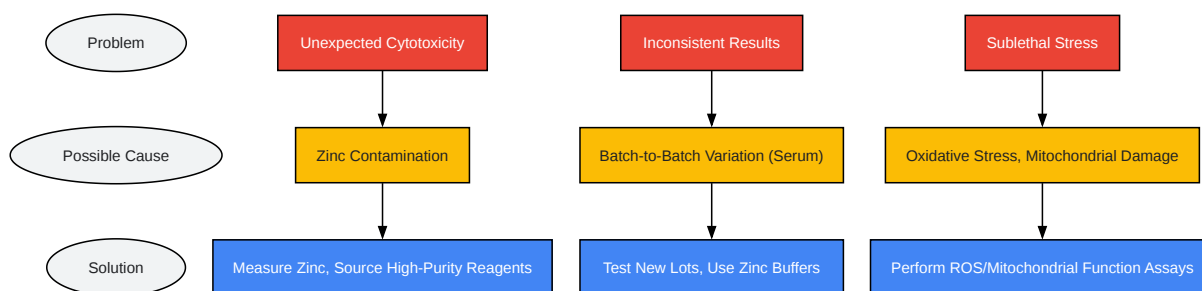 Problem
Unexpected Cytotoxicity
Inconsistent Results
Sublethal Stress
Possible Cause
Zinc Contamination
Batch-to-Batch Variation (Serum)
Oxidative Stress, Mitochondrial Damage
Solution
Measure Zinc, Source High-Purity Reagents
Test New Lots, Use Zinc Buffers
Perform ROS/Mitochondrial Function Assays